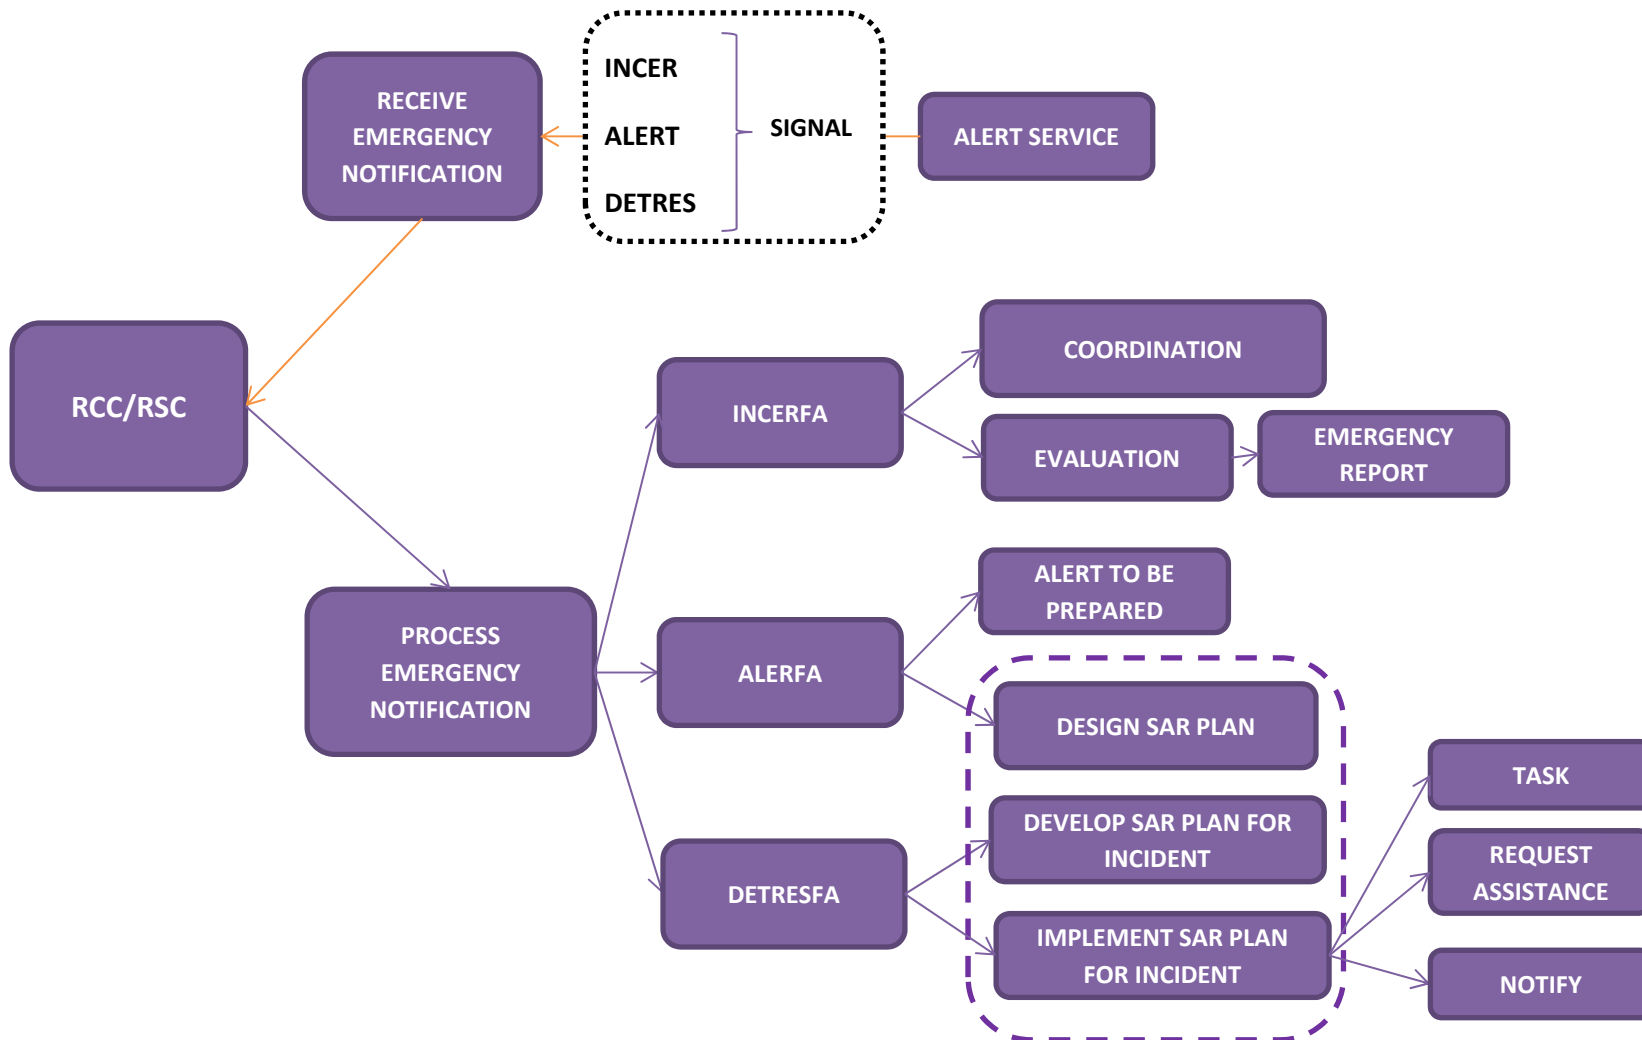 RECEIVE
EMERGENCY
NOTIFICATION
INCER
ALERT
DETRES
SIGNAL
ALERT SERVICE
RCC/RSC
PROCESS
EMERGENCY
NOTIFICATION
INCERFA
COORDINATION
EVALUATION
EMERGENCY
REPORT
ALERFA
ALERT TO BE
PREPARED
DESIGN SAR PLAN
DETRESFA
DEVELOP SAR PLAN FOR
INCIDENT
IMPLEMENT SAR PLAN
FOR INCIDENT
TASK
REQUEST
ASSISTANCE
NOTIFY